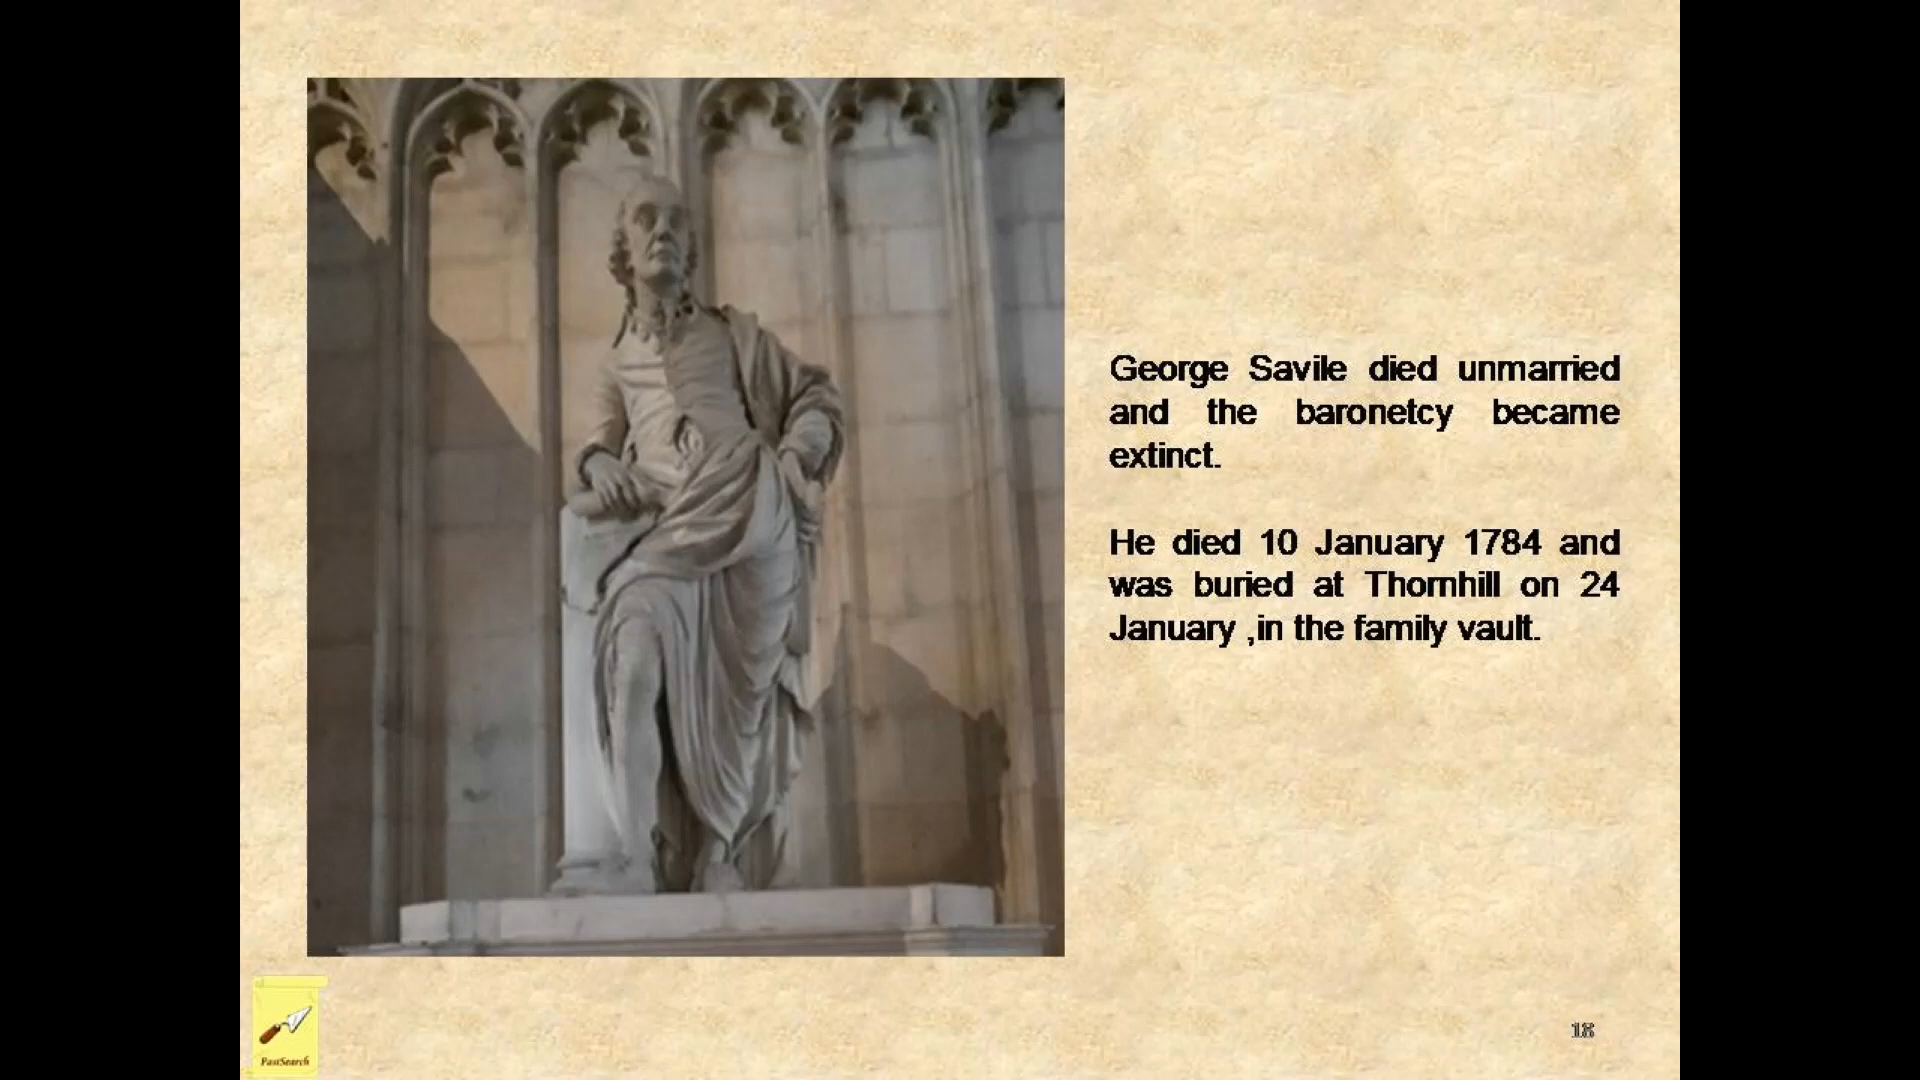 George Savile died unmarried
and the baronetcy became
extinct.
He died 10 January 1784 and
was buried at Thornhill on 24
January ,in the family vault.
PastSearch
18